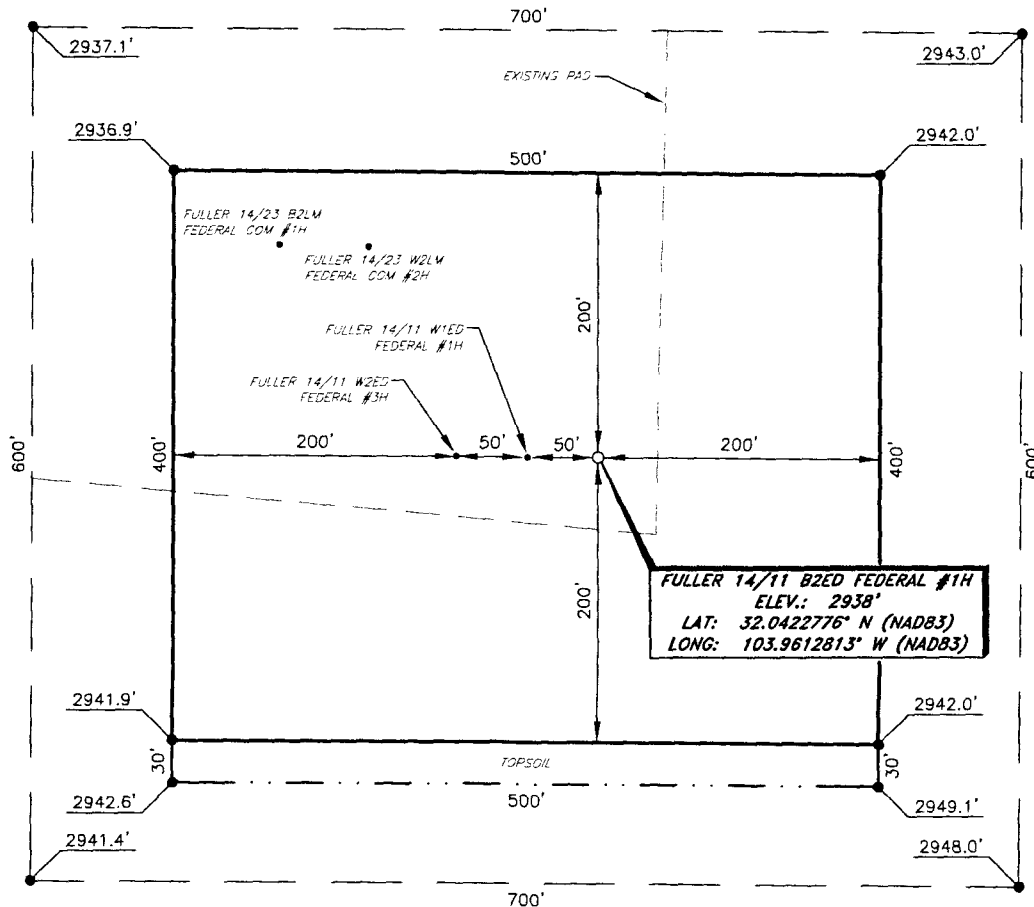 700'
2937.1'
2943.0'
EXISTING PAD
2936.9'
2942.0'
500'
FULLER 14/23 B2LM
FEDERAL COM #1H
FULLER 14/23 W2LM
FEDERAL COM #2H
200'
FULLER 14/11 W1ED
FEDERAL #1H
FULLER 14/11 W2ED
FEDERAL #3H
600'
400'
200'
50'
50'
200'
400'
600'
200'
FULLER 14/11 B2ED FEDERAL #1H
ELEV.: 2938'
LAT: 32.0422776° N (NAD83)
LONG: 103.9612813° W (NAD83)
2941.9'
2942.0'
30'
TOPSOIL
30'
2942.6'
500'
2949.1'
2941.4'
2948.0'
700'